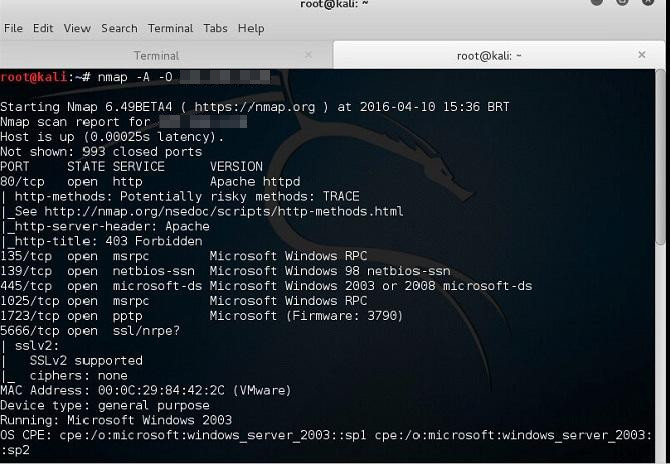 root@kali: ~
File Edit View Search Terminal Tabs Help
Terminal × root@kali: ~ ×
root@kali:~# nmap -A -O
Starting Nmap 6.49BETA4 ( https://nmap.org ) at 2016-04-10 15:36 BRT
Nmap scan report for
Host is up (0.00025s latency).
Not shown: 993 closed ports
PORT STATE SERVICE VERSION
80/tcp open http Apache httpd
| http-methods: Potentially risky methods: TRACE
|_See http://nmap.org/nsedoc/scripts/http-methods.html
|_http-server-header: Apache
|_http-title: 403 Forbidden
135/tcp open msrpc Microsoft Windows RPC
139/tcp open netbios-ssn Microsoft Windows 98 netbios-ssn
445/tcp open microsoft-ds Microsoft Windows 2003 or 2008 microsoft-ds
1025/tcp open msrpc Microsoft Windows RPC
1723/tcp open pptp Microsoft (Firmware: 3790)
5666/tcp open ssl/nrpe?
| sslv2:
|   SSLv2 supported
|_  ciphers: none
MAC Address: 00:0C:29:84:42:2C (VMware)
Device type: general purpose
Running: Microsoft Windows 2003
OS CPE: cpe:/o:microsoft:windows_server_2003::sp1 cpe:/o:microsoft:windows_server_2003:
:sp2